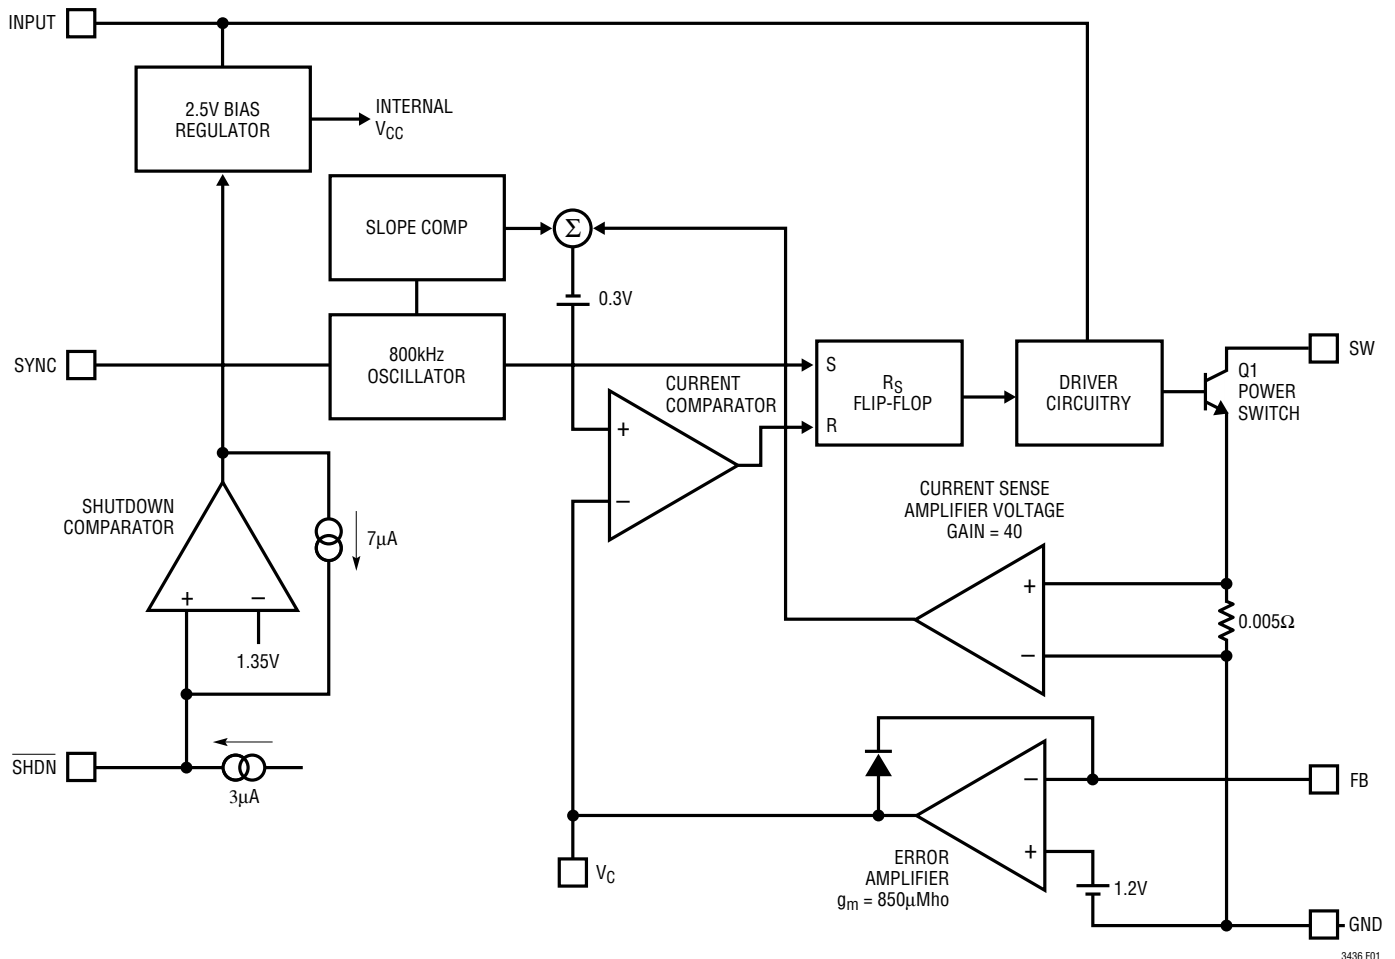 INPUT
2.5V BIAS
REGULATOR
INTERNAL
VCC
SLOPE COMP
Σ
0.3V
SYNC
800kHz
OSCILLATOR
CURRENT
COMPARATOR
+
−
S
R
RS
FLIP-FLOP
DRIVER
CIRCUITRY
SW
Q1
POWER
SWITCH
SHUTDOWN
COMPARATOR
+
−
1.35V
7µA
CURRENT SENSE
AMPLIFIER VOLTAGE
GAIN = 40
+
−
0.005Ω
SHDN
3µA
VC
ERROR
AMPLIFIER
gm = 850µMho
−
+
1.2V
FB
GND
3436 F01